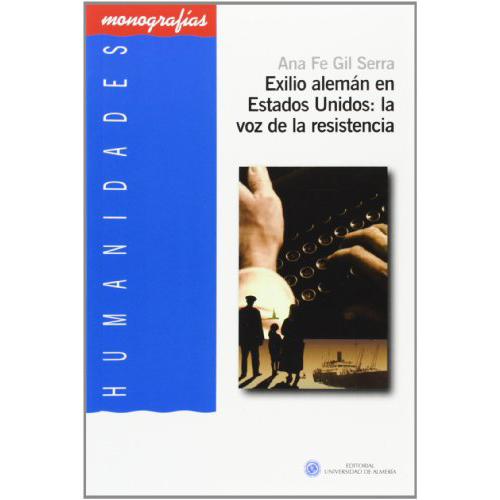 monografías
HUMANIDADES
Ana Fe Gil Serra
Exilio alemán en
Estados Unidos: la
voz de la resistencia
EDITORIAL
UNIVERSIDAD DE ALMERÍA